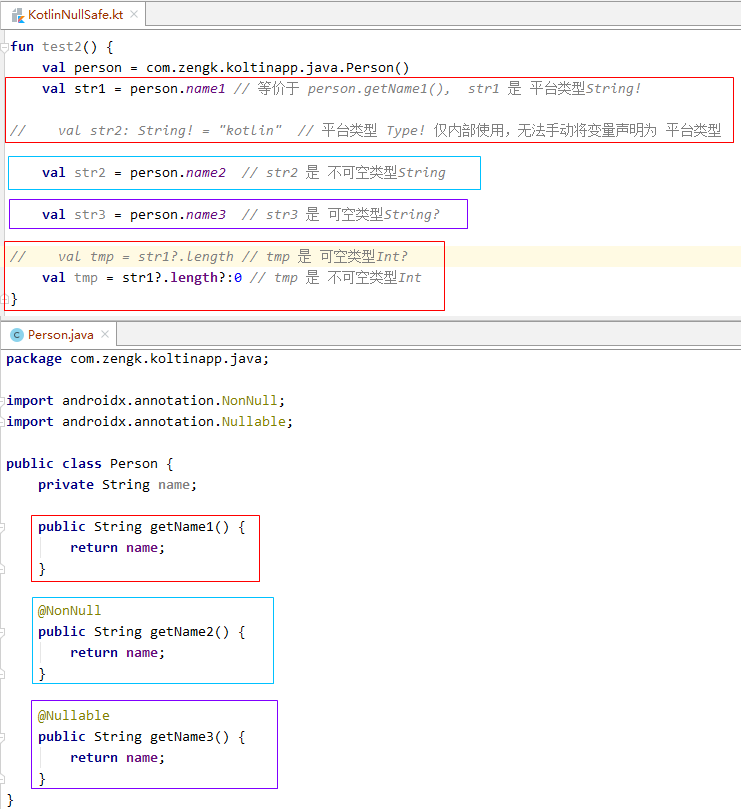 KotlinNullSafe.kt
fun test2() {
    val person = com.zengk.koltinapp.java.Person()
    val str1 = person.name1 // 等价于 person.getName1(), str1 是 平台类型String!
//    val str2: String! = "kotlin"  // 平台类型 Type! 仅内部使用，无法手动将变量声明为 平台类型
    val str2 = person.name2  // str2 是 不可空类型String
    val str3 = person.name3  // str3 是 可空类型String?
//    val tmp = str1?.length // tmp 是 可空类型Int?
    val tmp = str1?.length?:0 // tmp 是 不可空类型Int
}
Person.java
package com.zengk.koltinapp.java;
import androidx.annotation.NonNull;
import androidx.annotation.Nullable;
public class Person {
    private String name;
    public String getName1() {
        return name;
    }
    @NonNull
    public String getName2() {
        return name;
    }
    @Nullable
    public String getName3() {
        return name;
    }
}